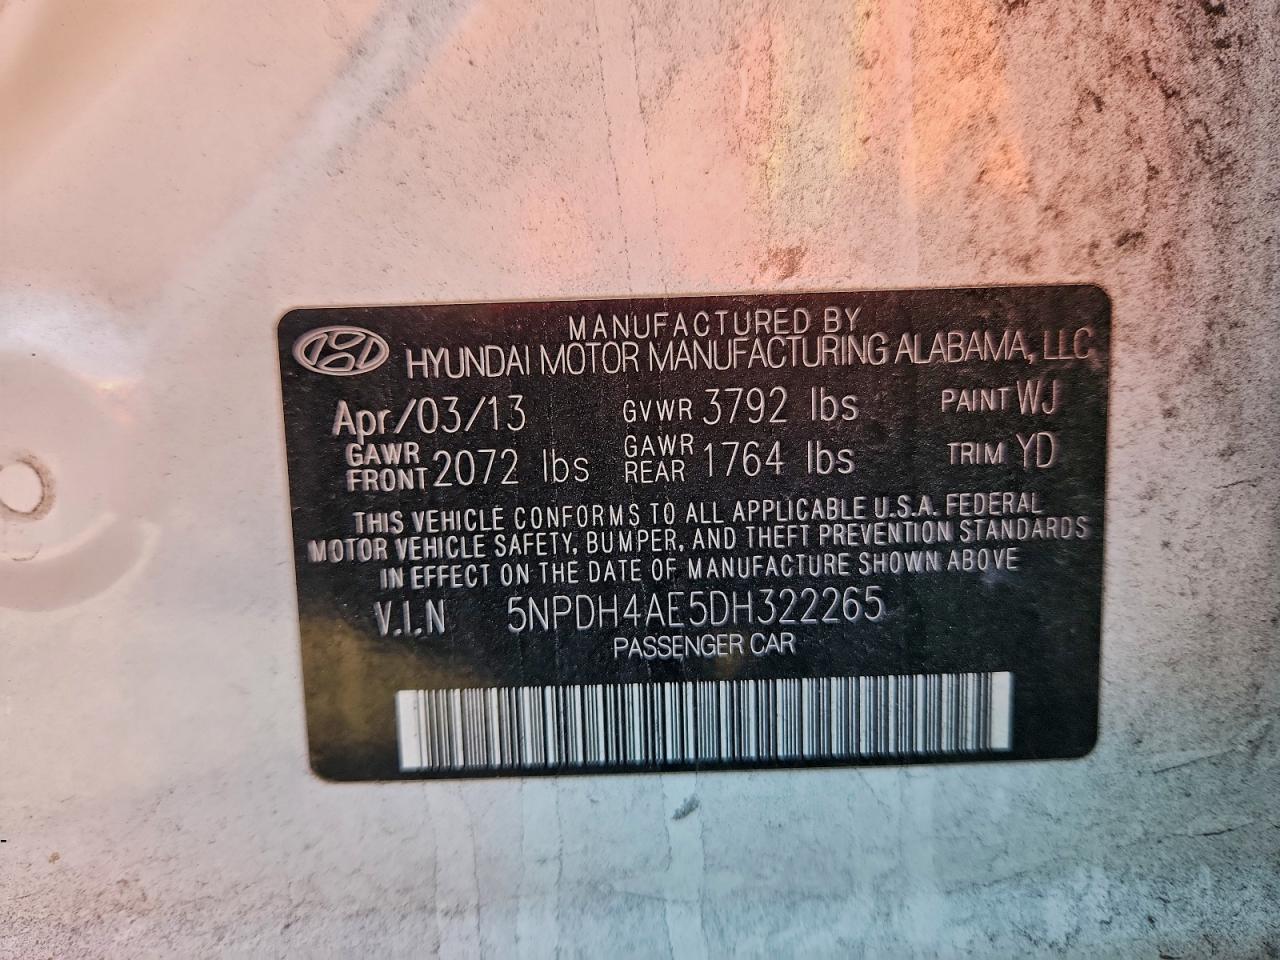 MANUFACTURED BY
HYUNDAI MOTOR MANUFACTURING ALABAMA, LLC
Apr/03/13 GVWR 3792 lbs PAINT WJ
GAWR FRONT 2072 lbs GAWR REAR 1764 lbs TRIM YD
THIS VEHICLE CONFORMS TO ALL APPLICABLE U.S.A. FEDERAL
MOTOR VEHICLE SAFETY, BUMPER, AND THEFT PREVENTION STANDARDS
IN EFFECT ON THE DATE OF MANUFACTURE SHOWN ABOVE
V.I.N 5NPDH4AE5DH322265
PASSENGER CAR